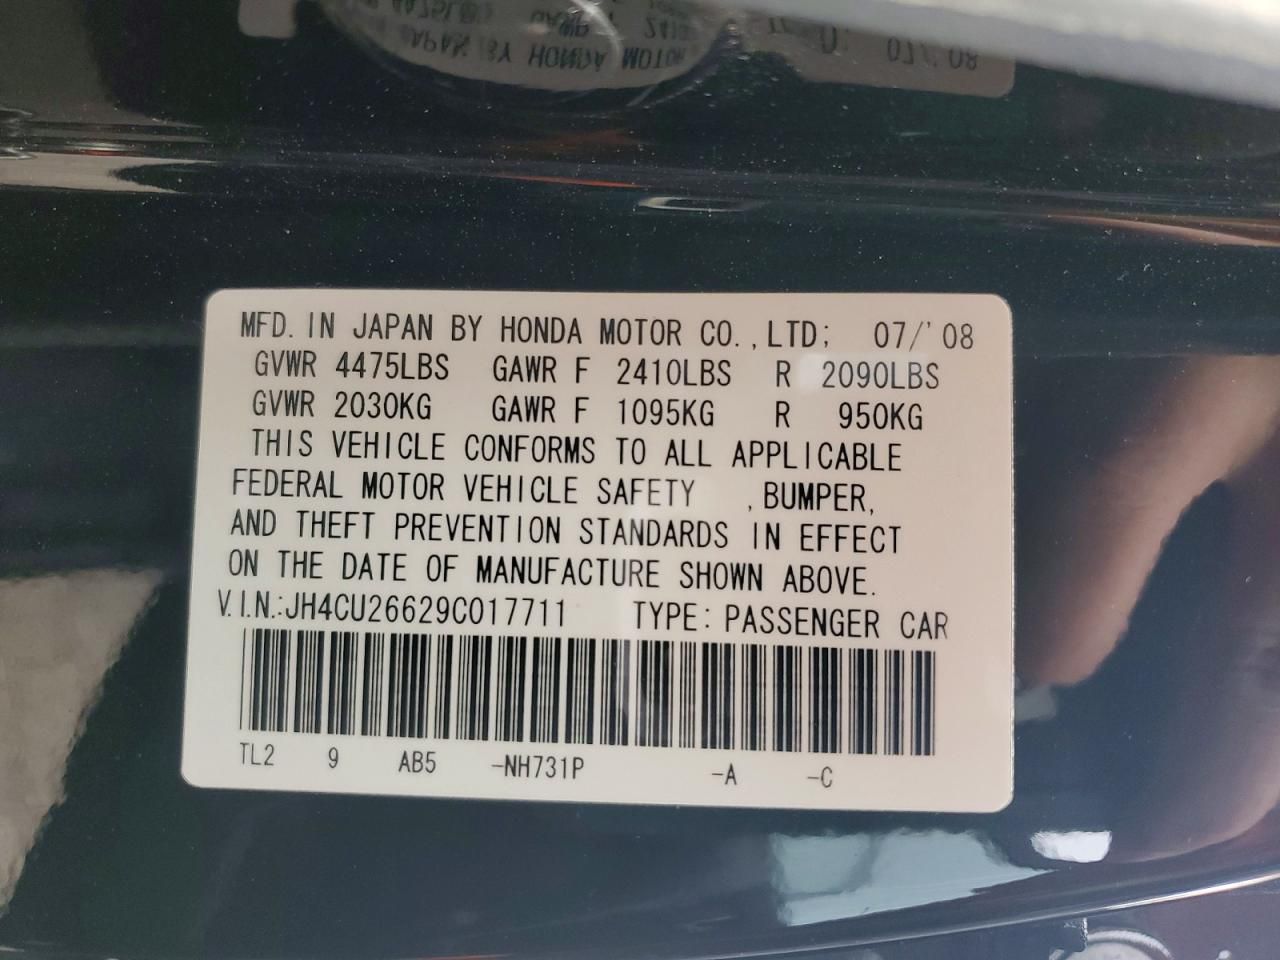 MFD. IN JAPAN BY HONDA MOTOR CO., LTD; 07/'08
GVWR 4475LBS GAWR F 2410LBS R 2090LBS
GVWR 2030KG GAWR F 1095KG R 950KG
THIS VEHICLE CONFORMS TO ALL APPLICABLE
FEDERAL MOTOR VEHICLE SAFETY , BUMPER,
AND THEFT PREVENTION STANDARDS IN EFFECT
ON THE DATE OF MANUFACTURE SHOWN ABOVE.
V.I.N.:JH4CU26629C017711 TYPE: PASSENGER CAR
TL2 9 AB5 -NH731P -A -C